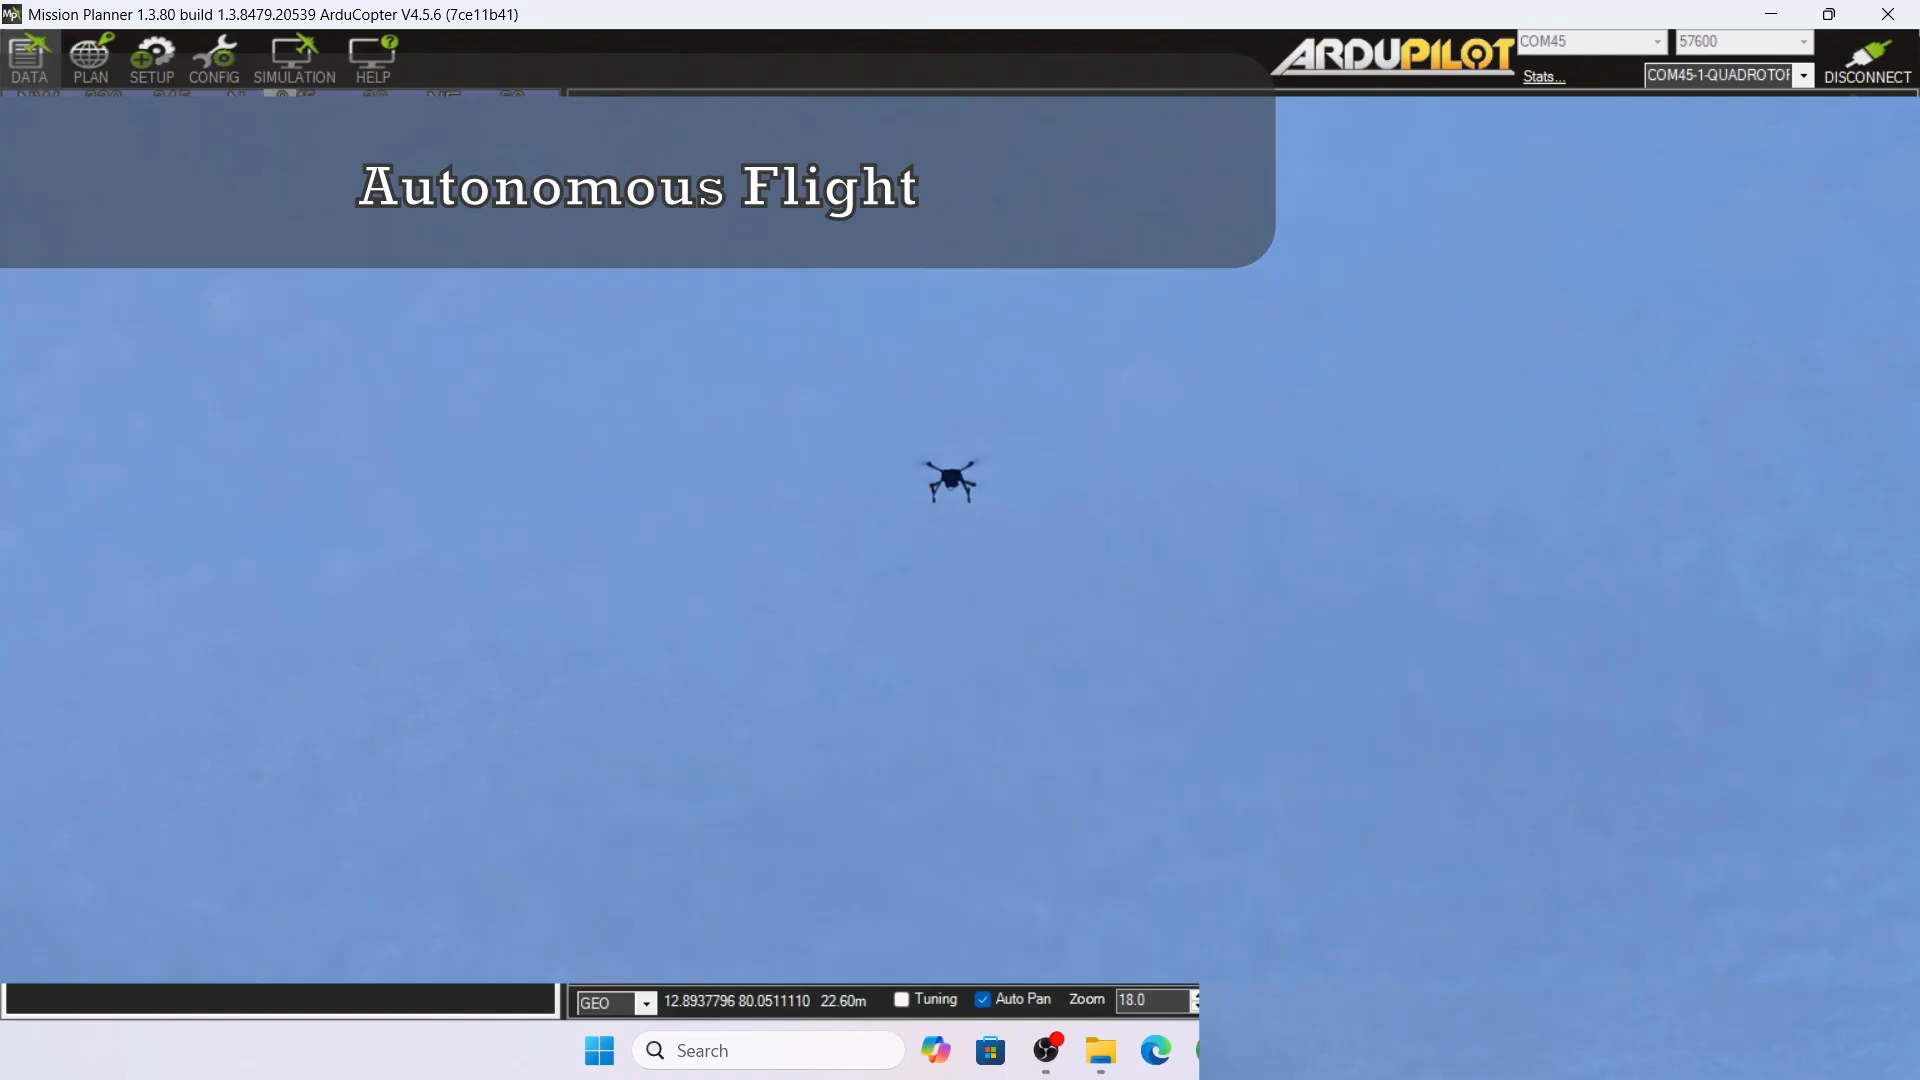 Mission Planner 1.3.80 build 1.3.8479.20539 ArduCopter V4.5.6 (7ce11b41)
DATA PLAN SETUP CONFIG SIMULATION HELP
ARDUPILOT
COM45 57600
Stats... COM45-1-QUADROTOR DISCONNECT
Autonomous Flight
GEO 12.8937796 80.0511110 22.60m Tuning Auto Pan Zoom 18.0
Search